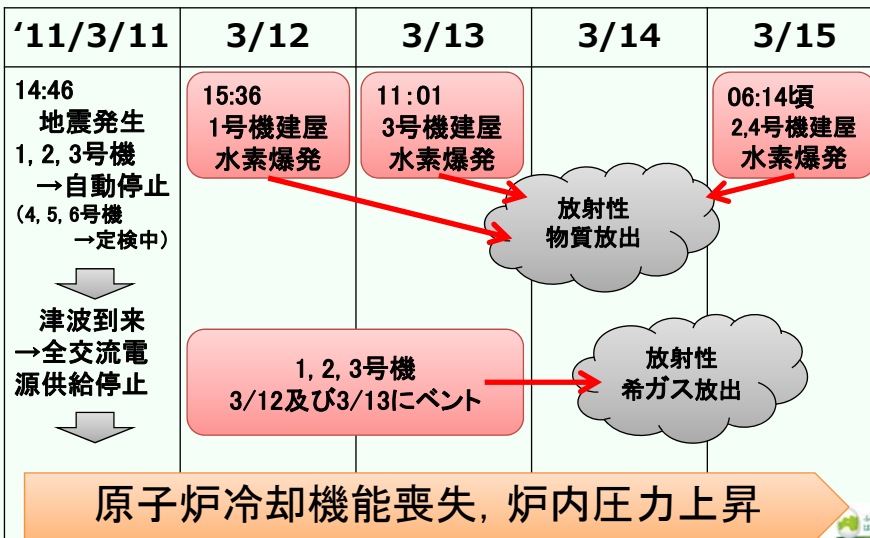 ‘11/3/11
3/12
3/13
3/14
3/15
14:46
地震発生
1, 2, 3号機
→自動停止
(4, 5, 6号機
→定検中)
津波到来
→全交流電
源供給停止
15:36
1号機建屋
水素爆発
11:01
3号機建屋
水素爆発
06:14頃
2,4号機建屋
水素爆発
放射性
物質放出
1, 2, 3号機
3/12及び3/13にベント
放射性
希ガス放出
原子炉冷却機能喪失, 炉内圧力上昇